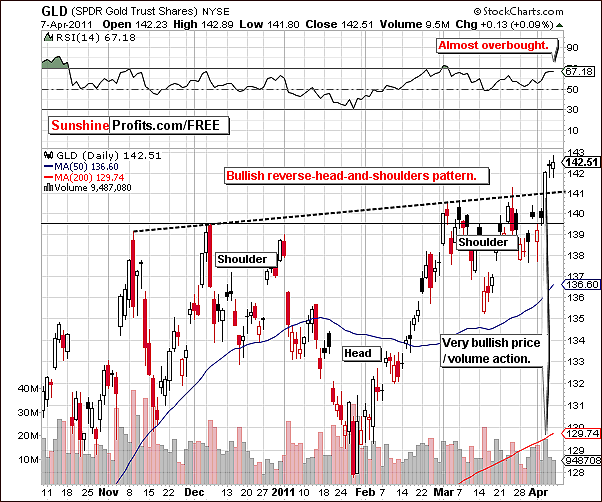 GLD (SPDR Gold Trust Shares) NYSE © StockCharts.com
7-Apr-2011 Open 142.23 High 142.89 Low 141.80 Close 142.51 Volume 9.5M Chg +0.13 (+0.09%)
RSI(14) 67.18
Almost overbought.
90
67.18
50
30
10
SunshineProfits.com/FREE
GLD (Daily) 142.51
MA(50) 136.60
MA(200) 129.74
Volume 9,487,080
Bullish reverse-head-and-shoulders pattern.
143
142.51
141
140
139
138
136.60
136
135
134
133
132
131
130
129.74
129
128
Shoulder
Shoulder
Head
Very bullish price
/volume action.
40M
30M
20M
10M
948708
11 18 25 Nov 8 15 22 Dec 13 20 27 2011 10 18 24 Feb 7 14 22 Mar 7 14 21 28 Apr